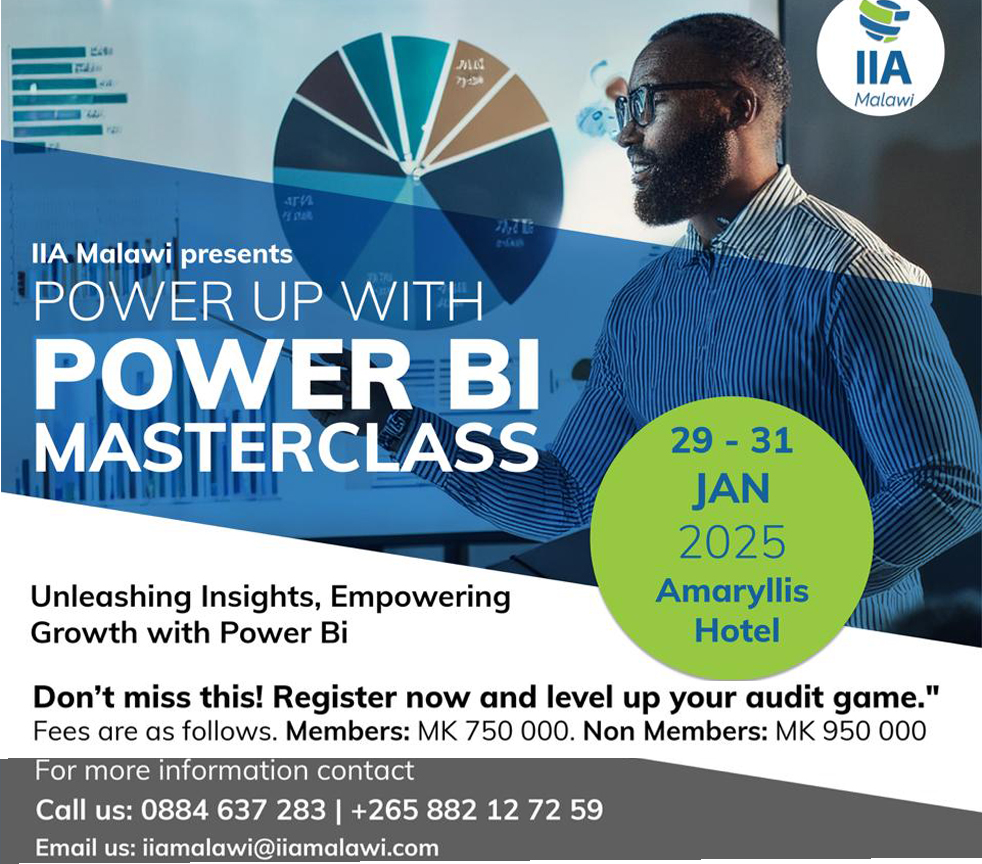 IIA
Malawi
IIA Malawi presents
POWER UP WITH
POWER BI
MASTERCLASS
29 - 31
JAN
2025
Amaryllis
Hotel
Unleashing Insights, Empowering
Growth with Power Bi
Don't miss this! Register now and level up your audit game."
Fees are as follows. Members: MK 750 000. Non Members: MK 950 000
For more information contact
Call us: 0884 637 283 | +265 882 12 72 59
Email us: iiamalawi@iiamalawi.com